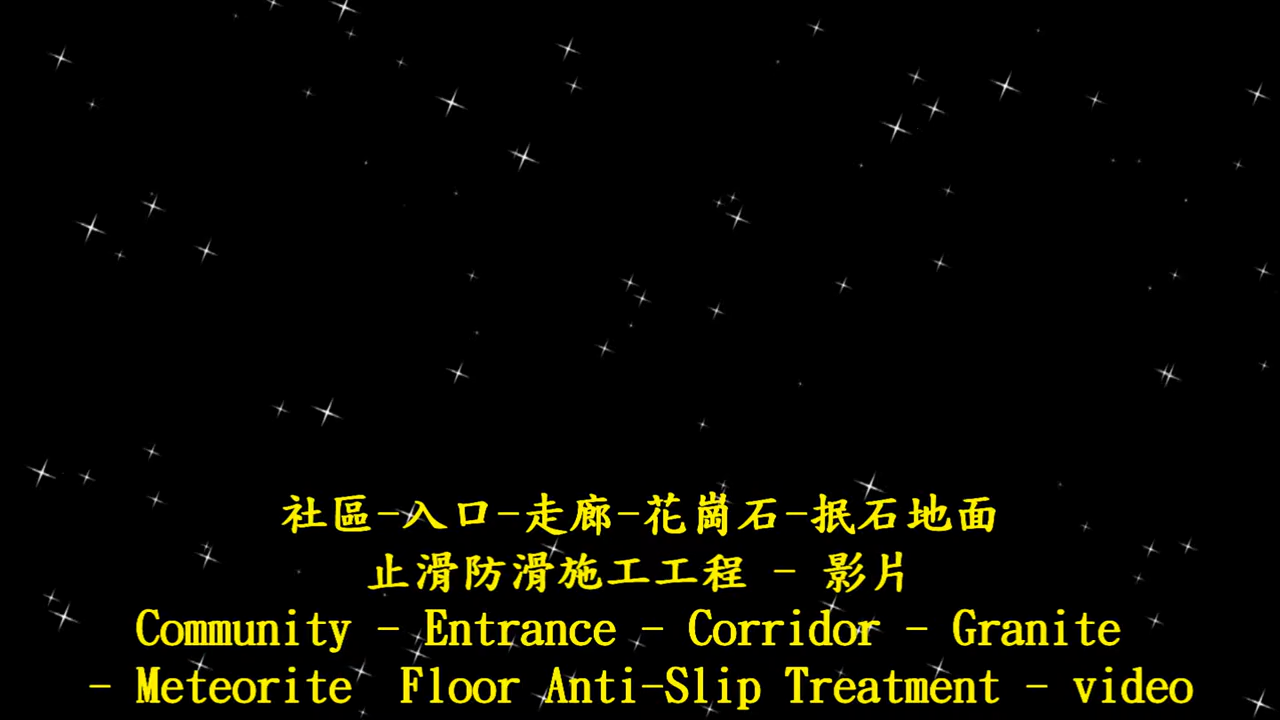 社區-入口-走廊-花崗石-抿石地面
止滑防滑施工工程 - 影片
Community - Entrance - Corridor - Granite
- Meteorite  Floor Anti-Slip Treatment - video